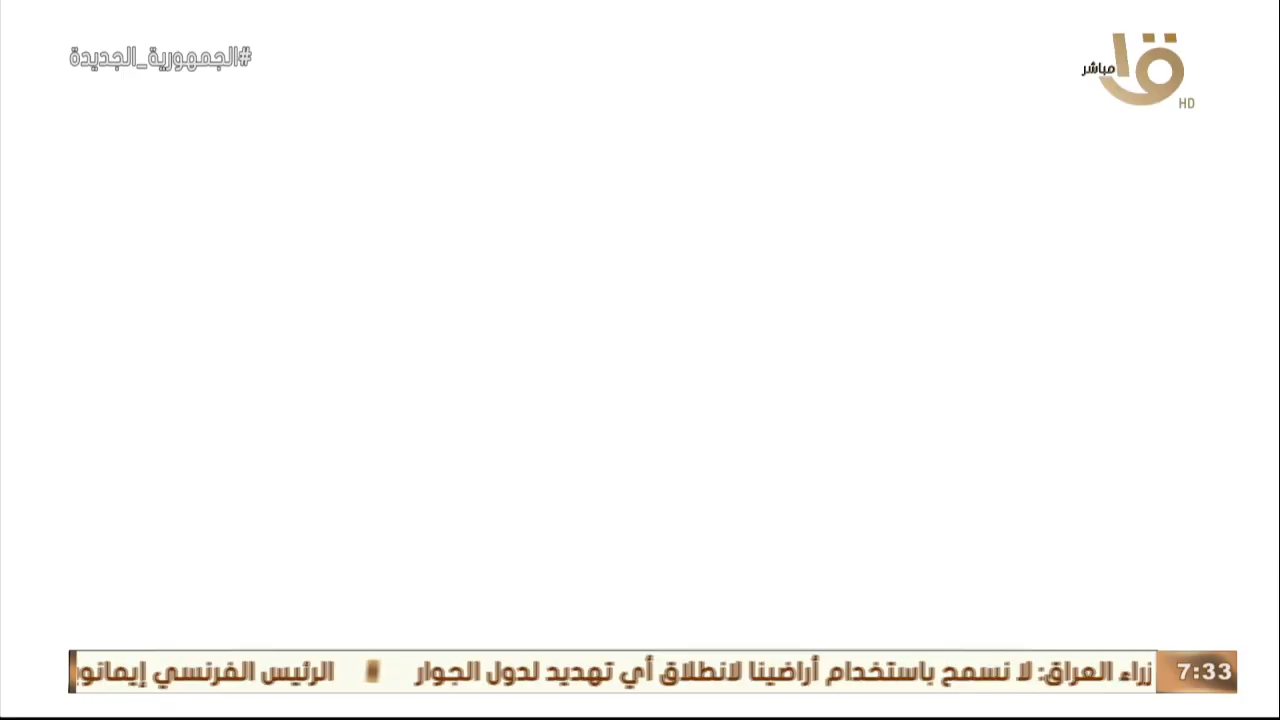 #الجمهورية_الجديدة
مباشر
HD
7:33
زراء العراق: لا نسمح باستخدام أراضينا لانطلاق أي تهديد لدول الجوار
الرئيس الفرنسي إيمانو